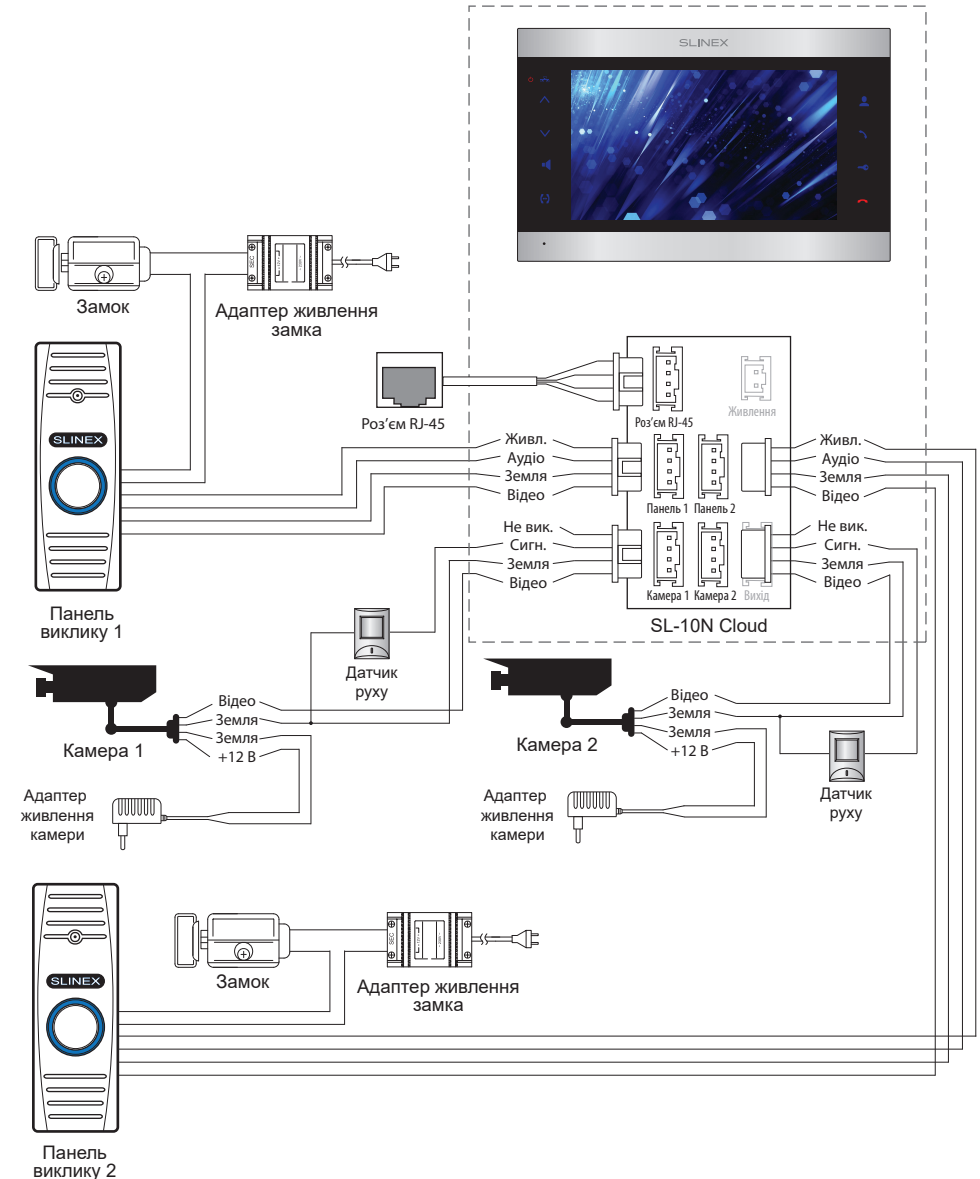 SLINEX
Замок
SEC
Адаптер живлення
замка
SLINEX
Роз’єм RJ-45
Роз’єм RJ-45
Живлення
Живл.
Аудіо
Земля
Відео
Живл.
Аудіо
Земля
Відео
Панель 1
Панель 2
Не вик.
Сигн.
Земля
Відео
Не вик.
Сигн.
Земля
Відео
Камера 1
Камера 2
Вихід
SL-10N Cloud
Панель
виклику 1
Датчик
руху
Відео
Земля
Земля
+12 В
Камера 1
Адаптер
живлення
камери
Відео
Земля
Земля
+12 В
Камера 2
Датчик
руху
Адаптер
живлення
камери
SLINEX
Замок
SEC
Адаптер живлення
замка
Панель
виклику 2